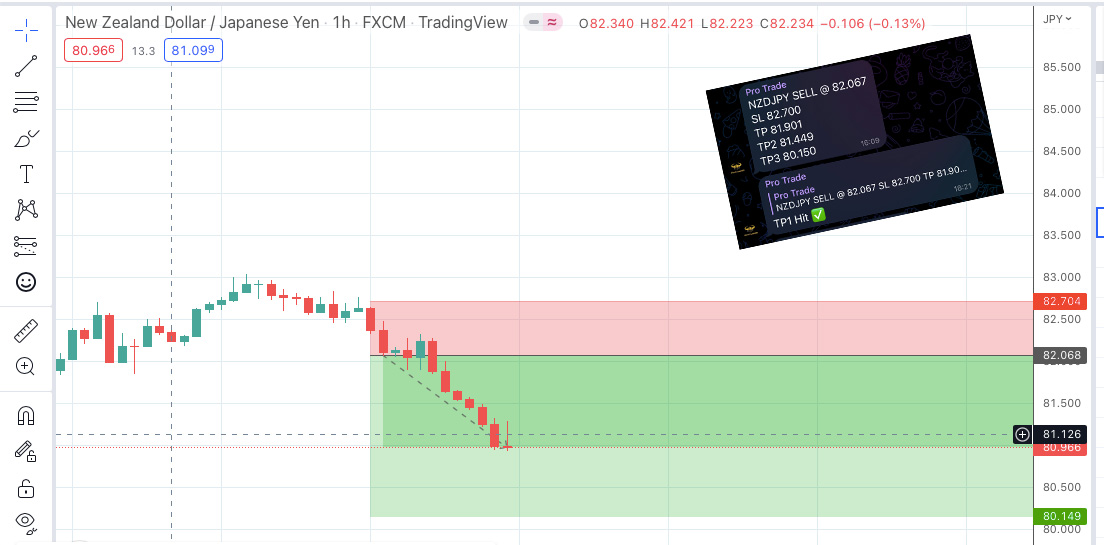 New Zealand Dollar / Japanese Yen · 1h · FXCM · TradingView
O82.340 H82.421 L82.223 C82.234 −0.106 (−0.13%)
JPY
80.966 13.3 81.099
85.500
85.000
84.500
84.000
83.500
83.000
82.704
82.500
82.068
81.500
81.126
80.966
80.500
80.149
80.000
T
Pro Trade
NZDJPY SELL @ 82.067
SL 82.700
TP 81.901
TP2 81.449
TP3 80.150
16:09
Pro Trade
Pro Trade
NZDJPY SELL @ 82.067 SL 82.700 TP 81.90...
TP1 Hit ✅
18:21